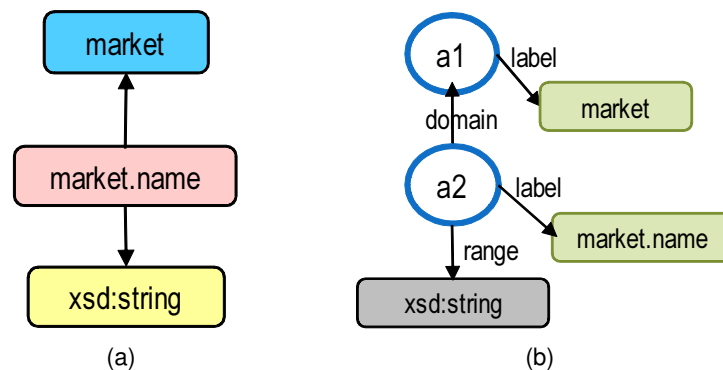 market
market.name
xsd:string
(a)
a1
label
market
domain
a2
label
market.name
range
xsd:string
(b)